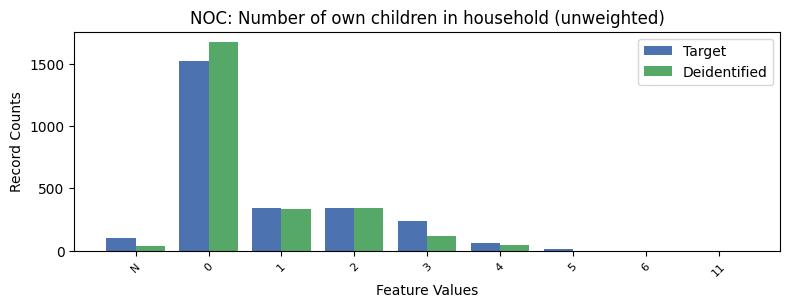 NOC: Number of own children in household (unweighted)
Target
Deidentified
Record Counts
1500
1000
500
0
N 0 1 2 3 4 5 6 11
Feature Values